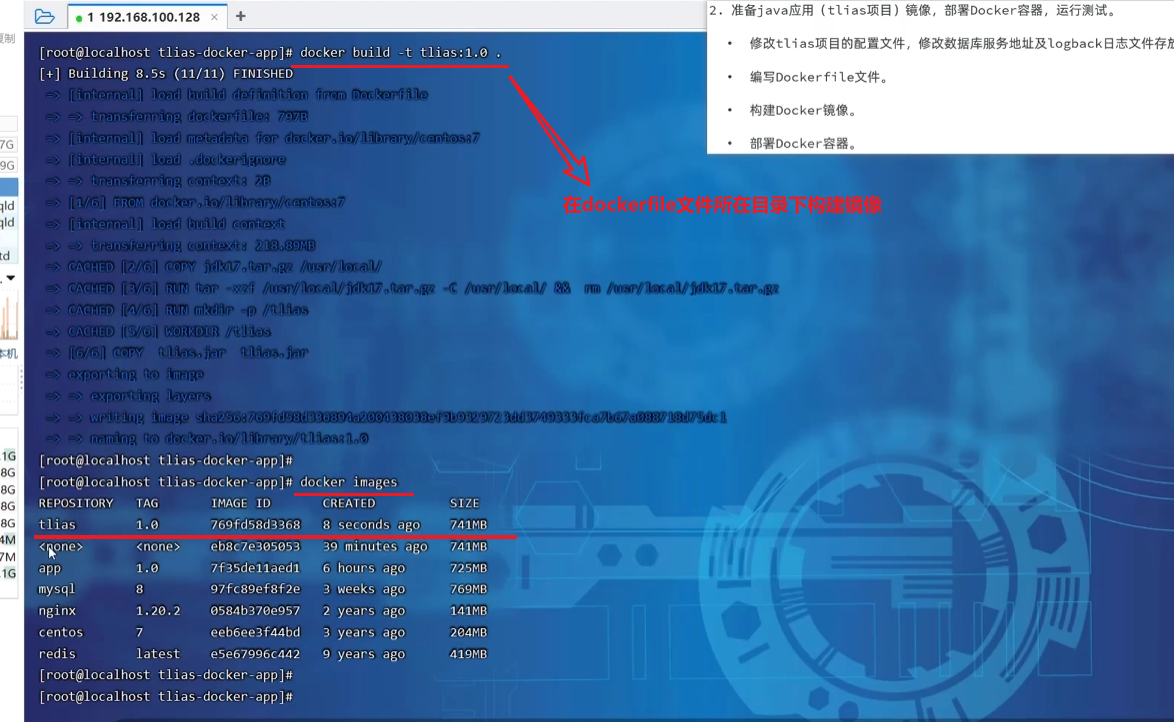 1 192.168.100.128 × +
2. 准备java应用（tlias项目）镜像，部署Docker容器，运行测试。
• 修改tlias项目的配置文件，修改数据库服务地址及logback日志文件存放
• 编写Dockerfile文件。
• 构建Docker镜像。
• 部署Docker容器。
[root@localhost tlias-docker-app]# docker build -t tlias:1.0 .
[+] Building 8.5s (11/11) FINISHED
=> [internal] load build definition from Dockerfile
=> => transferring dockerfile: 797B
=> [internal] load metadata for docker.io/library/centos:7
=> [internal] load .dockerignore
=> => transferring context: 2B
=> [1/6] FROM docker.io/library/centos:7
在dockerfile文件所在目录下构建镜像
=> [internal] load build context
=> => transferring context: 218.89MB
=> CACHED [2/6] COPY jdk17.tar.gz /usr/local/
=> CACHED [3/6] RUN tar -xzf /usr/local/jdk17.tar.gz -C /usr/local/ &&  rm /usr/local/jdk17.tar.gz
=> CACHED [4/6] RUN mkdir -p /tlias
=> CACHED [5/6] WORKDIR /tlias
=> [6/6] COPY  tlias.jar  tlias.jar
=> exporting to image
=> => exporting layers
=> => writing image
=> => naming to docker.io/library/tlias:1.0
[root@localhost tlias-docker-app]#
[root@localhost tlias-docker-app]# docker images
REPOSITORY TAG IMAGE ID CREATED SIZE
tlias 1.0 769fd58d3368 8 seconds ago 741MB
<none> <none> eb8c7e305053 39 minutes ago 741MB
app 1.0 7f35de11aed1 6 hours ago 725MB
mysql 8 97fc89ef8f2e 3 weeks ago 769MB
nginx 1.20.2 0584b370e957 2 years ago 141MB
centos 7 eeb6ee3f44bd 3 years ago 204MB
redis latest e5e67996c442 9 years ago 419MB
[root@localhost tlias-docker-app]#
[root@localhost tlias-docker-app]#